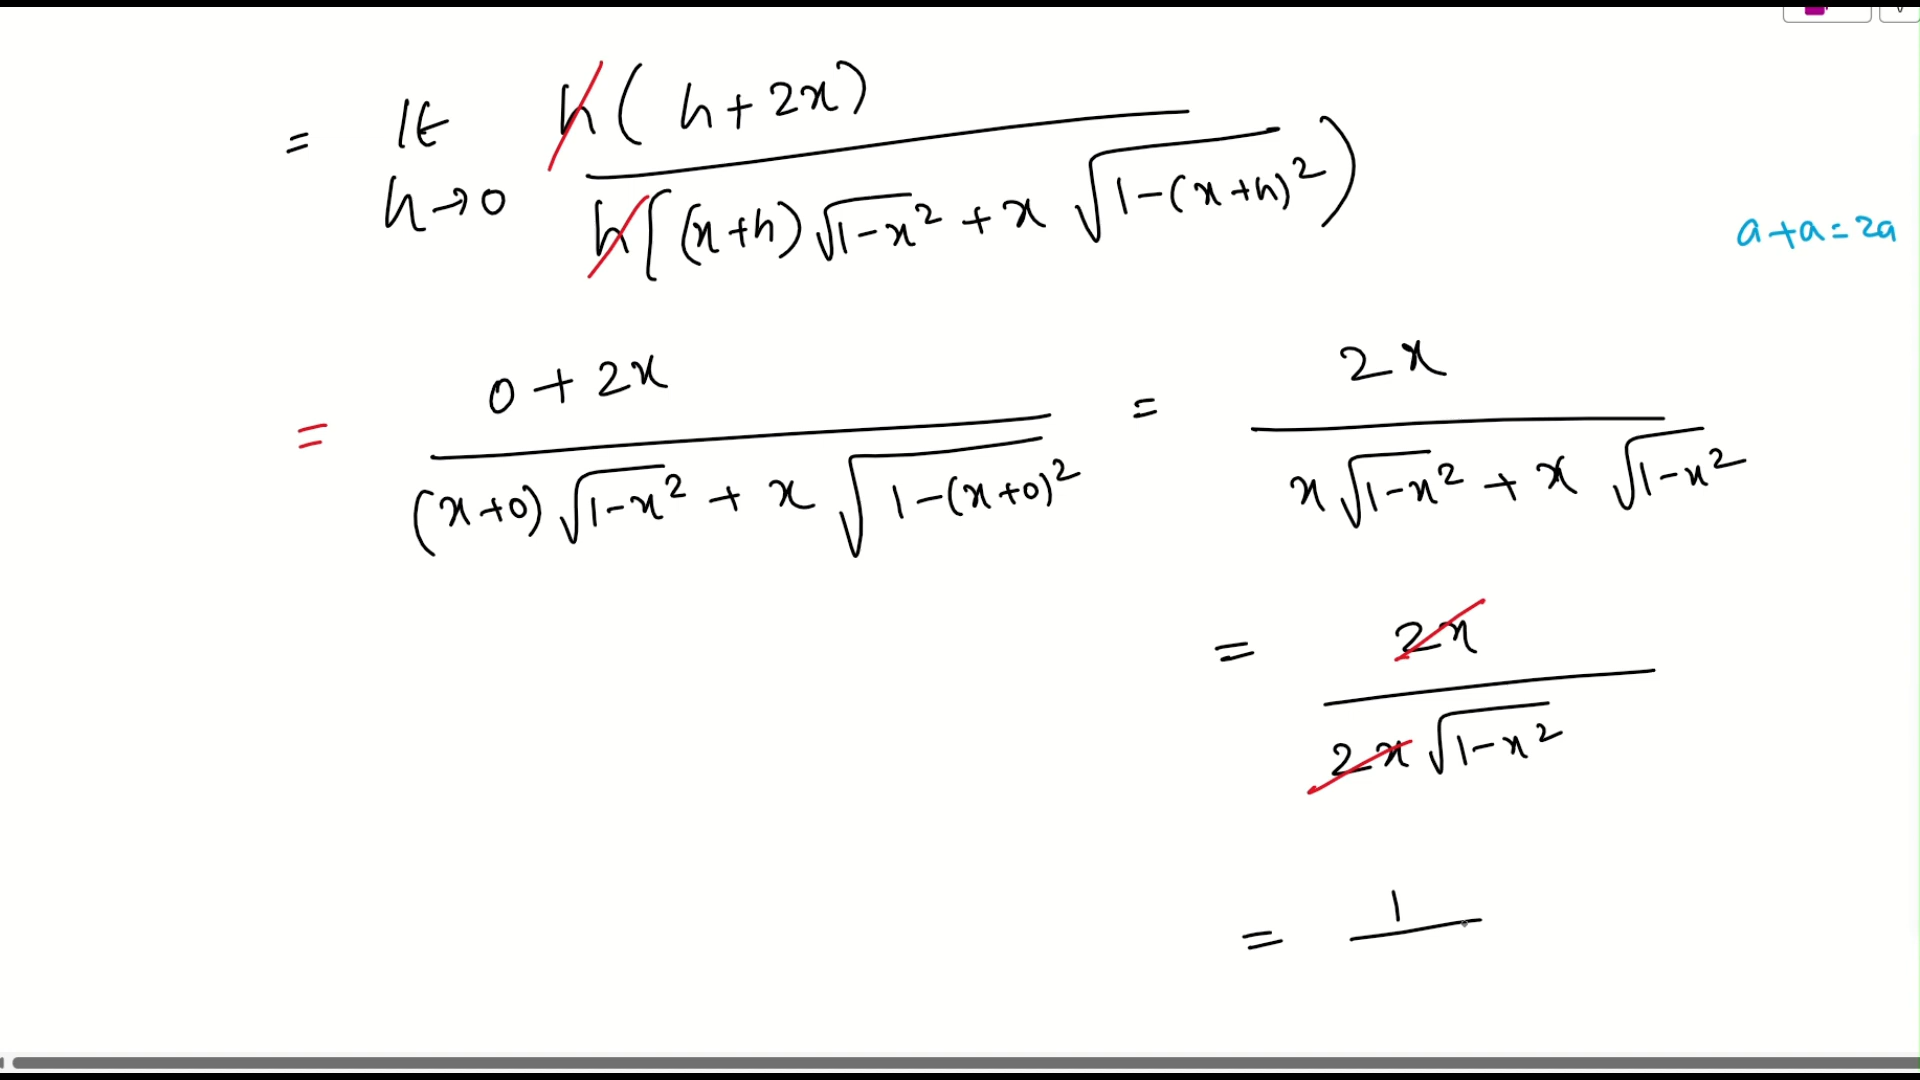 = lt h→0 h(h+2x) / h[(x+h)√1-x² + x√1-(x+h)²)
a+a=2a
= 0+2x / (x+0)√1-x² + x√1-(x+0)² = 2x / x√1-x² + x√1-x²
= 2x / 2x√1-x²
= 1